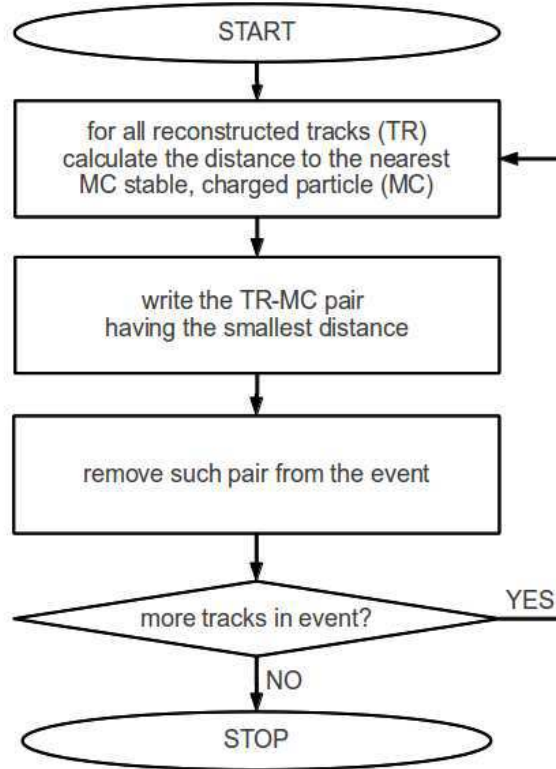 START
for all reconstructed tracks (TR)
calculate the distance to the nearest
MC stable, charged particle (MC)
write the TR-MC pair
having the smallest distance
remove such pair from the event
more tracks in event?
YES
NO
STOP